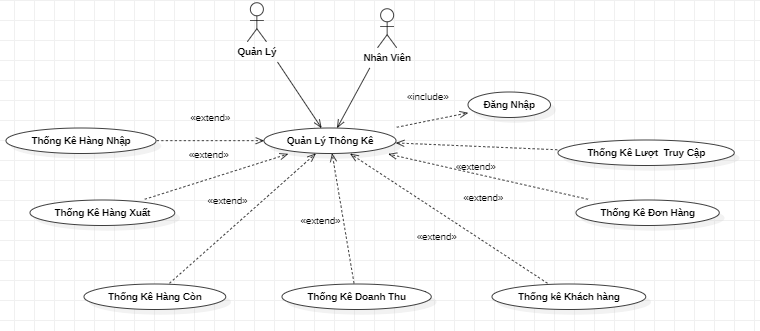 Quản Lý
Nhân Viên
«include»
Đăng Nhập
«extend»
Thống Kê Hàng Nhập
Quản Lý Thông Kê
«extend»
Thống Kê Lượt Truy Cập
«extend»
«extend»
«extend»
Thống Kê Hàng Xuất
Thống Kê Đơn Hàng
«extend»
«extend»
Thống Kê Hàng Còn
Thống Kê Doanh Thu
Thống kê Khách hàng